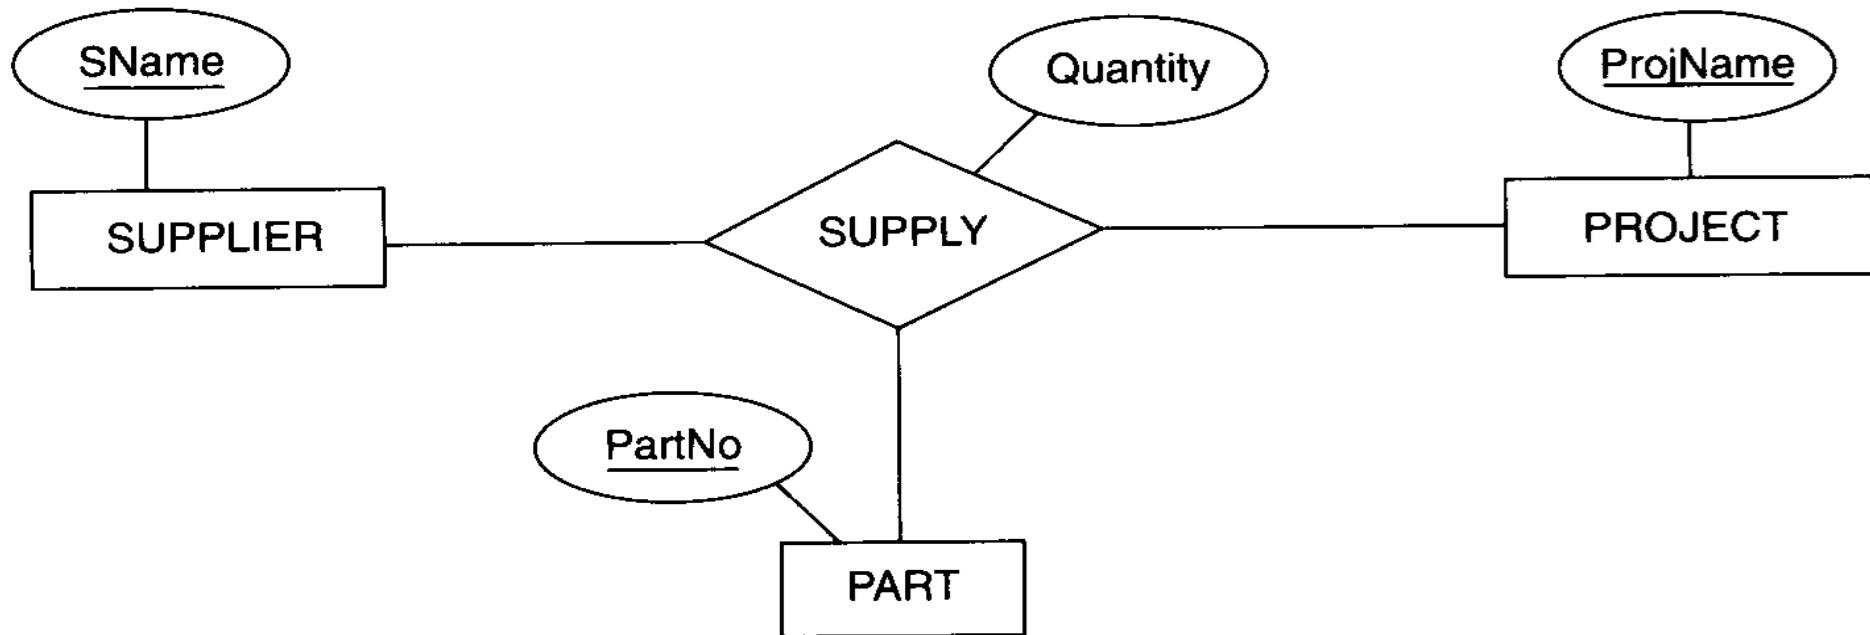 SName
Quantity
ProjName
SUPPLIER
SUPPLY
PROJECT
PartNo
PART